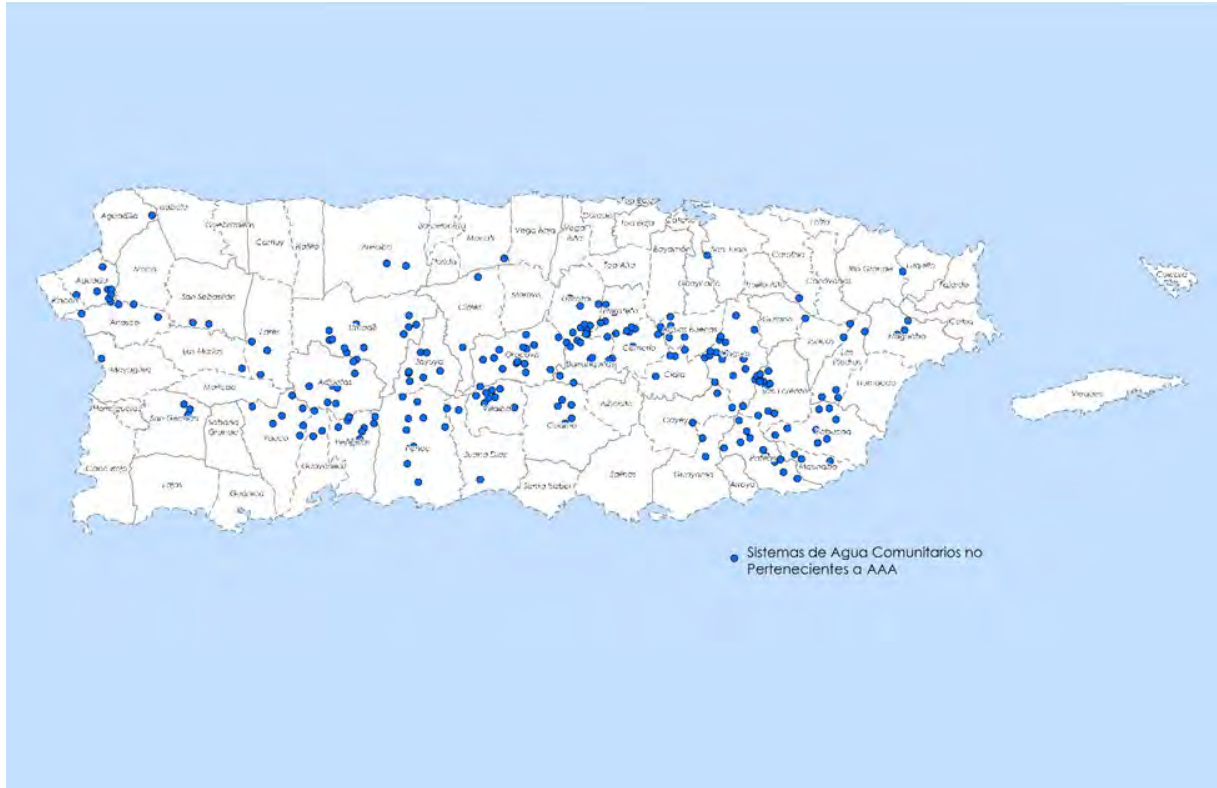 Aguadilla
Isabela
Camuy
Hatillo
Arecibo
Barceloneta
Manatí
Vega Baja
Vega Alta
Dorado
Toa Baja
Cataño
San Juan
Loíza
Quebradillas
Moca
Florida
Toa Alta
Bayamón
Carolina
Canóvanas
Río Grande
Luquillo
Fajardo
Culebra
Aguada
Rincón
San Sebastián
Ciales
Morovis
Corozal
Naranjito
Guaynabo
Trujillo Alto
Ceiba
Añasco
Lares
Utuado
Aguas Buenas
Gurabo
Juncos
Naguabo
Las Marías
Jayuya
Orocovis
Barranquitas
Comerío
Caguas
Las Piedras
Mayagüez
Maricao
Adjuntas
Cidra
San Lorenzo
Humacao
Vieques
Hormigueros
San Germán
Sabana Grande
Yauco
Peñuelas
Ponce
Villalba
Coamo
Aibonito
Cayey
Yabucoa
Cabo Rojo
Lajas
Guánica
Guayanilla
Juana Díaz
Santa Isabel
Salinas
Guayama
Arroyo
Patillas
Maunabo
Sistemas de Agua Comunitarios no
Pertenecientes a AAA